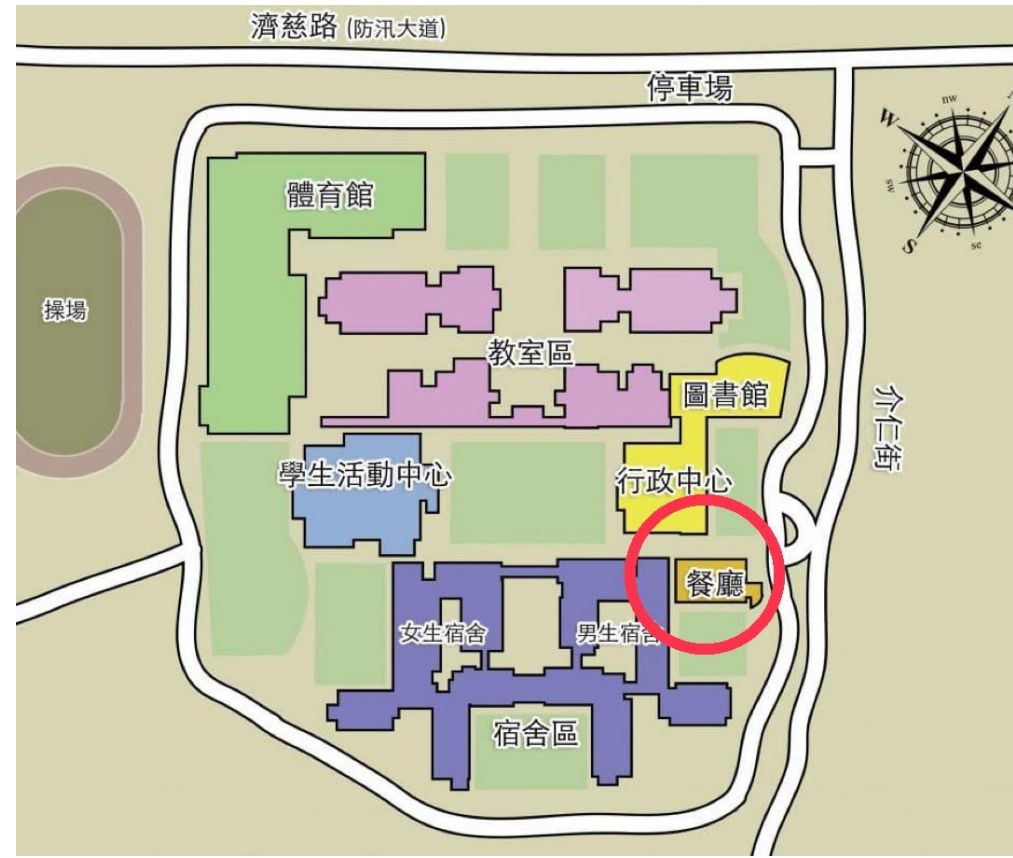 濟慈路 (防汛大道)
停車場
nw
W
體育館
sw
S
se
操場
教室區
圖書館
介仁街
學生活動中心
行政中心
餐廳
女生宿舍
男生宿舍
宿舍區